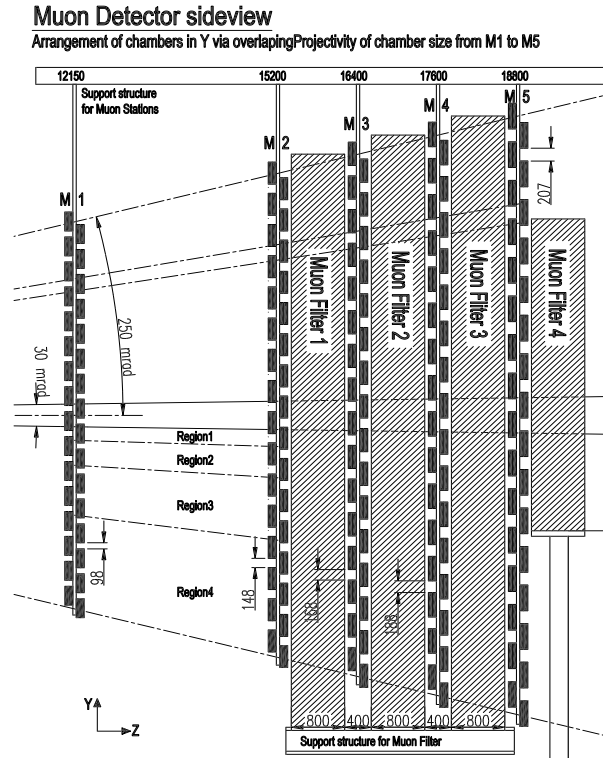 Muon Detector sideview
Arrangement of chambers in Y via overlapingProjectivity of chamber size from M1 to M5
12150 15200 16400 17600 18800
Support structure
for Muon Stations
M 1
M 2
M 3
M 4
M 5
207
Muon Filter 1
Muon Filter 2
Muon Filter 3
Muon Filter 4
250 mrad
30 mrad
Region1
Region2
Region3
Region4
98
148
168
188
Y
Z
800 400 800 400 800
Support structure for Muon Filter